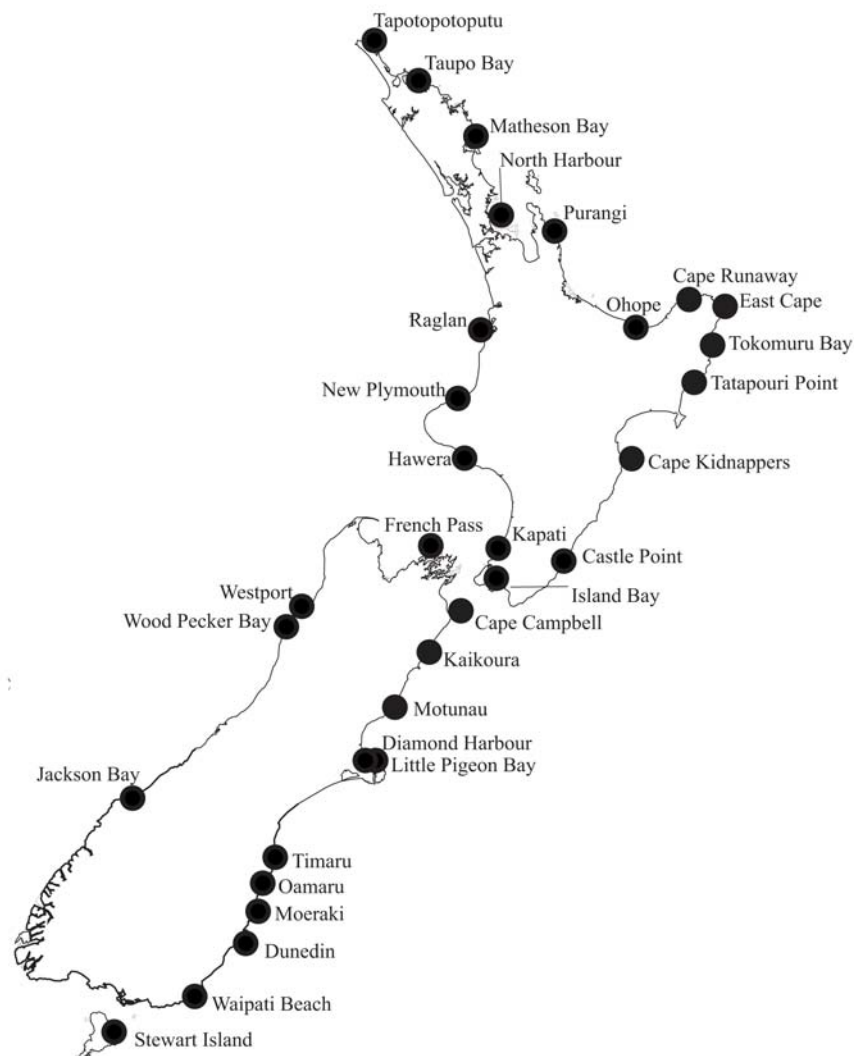 Tapotopotoputu
Taupo Bay
Matheson Bay
North Harbour
Purangi
Cape Runaway
Ohope
East Cape
Raglan
Tokomuru Bay
Tatapouri Point
New Plymouth
Hawera
Cape Kidnappers
French Pass
Kapati
Castle Point
Island Bay
Westport
Wood Pecker Bay
Cape Campbell
Kaikoura
Motunau
Diamond Harbour
Little Pigeon Bay
Jackson Bay
Timaru
Oamaru
Moeraki
Dunedin
Waipati Beach
Stewart Island